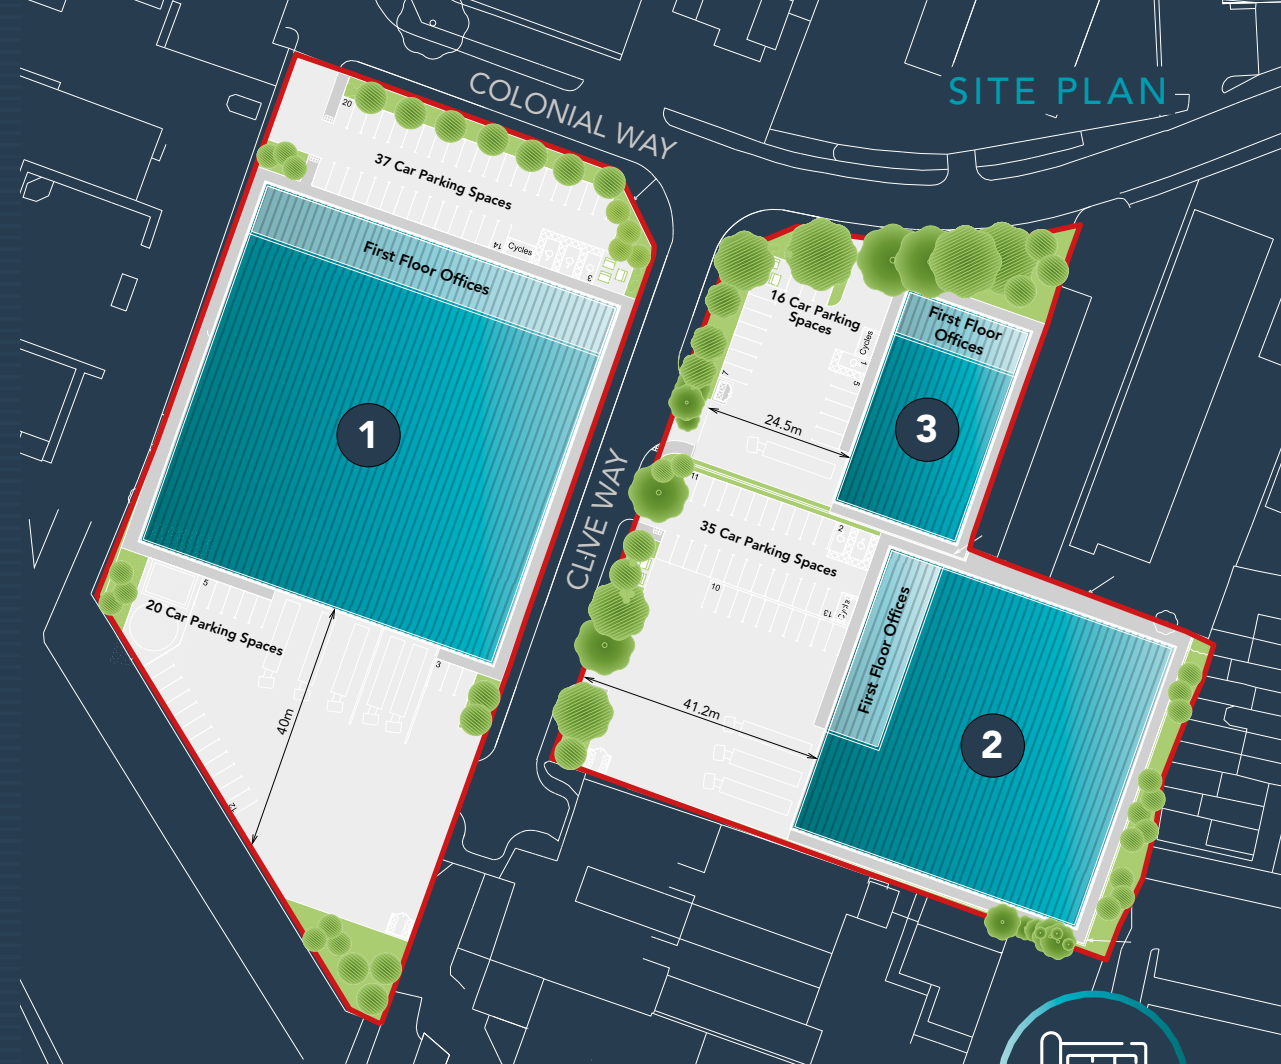 SITE PLAN
COLONIAL WAY
20
37 Car Parking Spaces
14
Cycles
3
First Floor Offices
1
16 Car Parking
Spaces
Cycles
1
5
7
First Floor
Offices
3
24.5m
CLIVE WAY
11
2
35 Car Parking Spaces
10
13
First Floor Offices
2
41.2m
5
20 Car Parking Spaces
3
40m
12